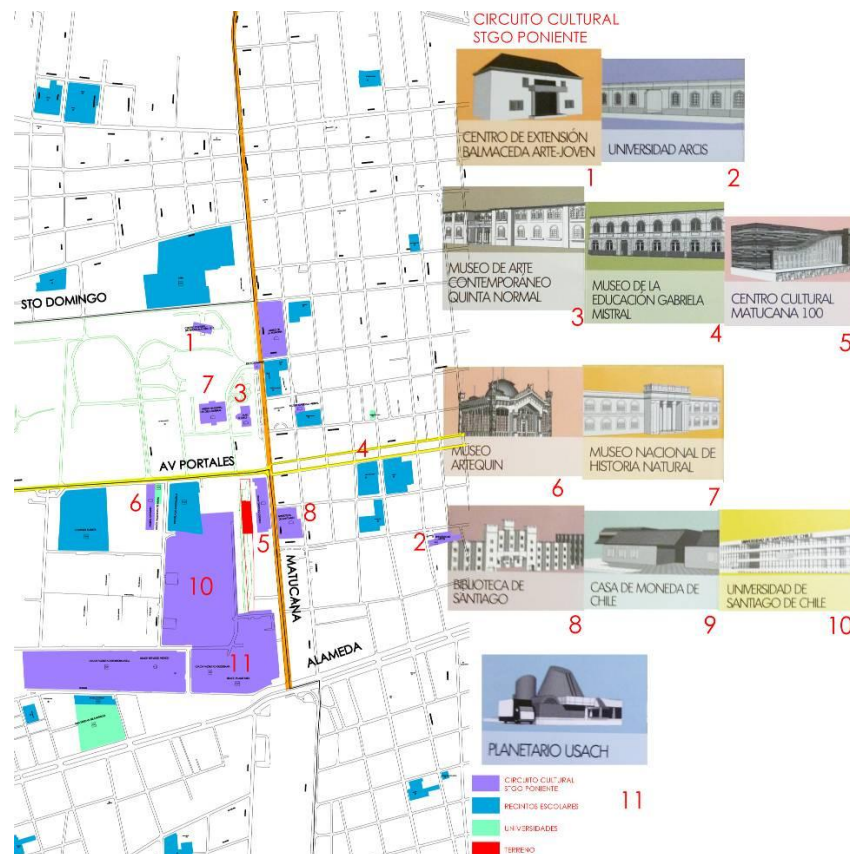 CIRCUITO CULTURAL
STGO PONIENTE
CENTRO DE EXTENSIÓN
BALMACEDA ARTE-JOVEN
1
UNIVERSIDAD ARCIS
2
MUSEO DE ARTE
CONTEMPORÁNEO
QUINTA NORMAL
3
MUSEO DE LA
EDUCACIÓN GABRIELA
MISTRAL
4
CENTRO CULTURAL
MATUCANA 100
5
MUSEO
ARTEQUIN
6
MUSEO NACIONAL DE
HISTORIA NATURAL
7
BIBLIOTECA DE
SANTIAGO
8
CASA DE MONEDA DE
CHILE
9
UNIVERSIDAD DE
SANTIAGO DE CHILE
10
PLANETARIO USACH
11
CIRCUITO CULTURAL
STGO PONIENTE
RECINTOS ESCOLARES
UNIVERSIDADES
TERRENO
STO DOMINGO
1
7
3
4
AV PORTALES
6
5
8
2
MATUCANA
10
11
ALAMEDA